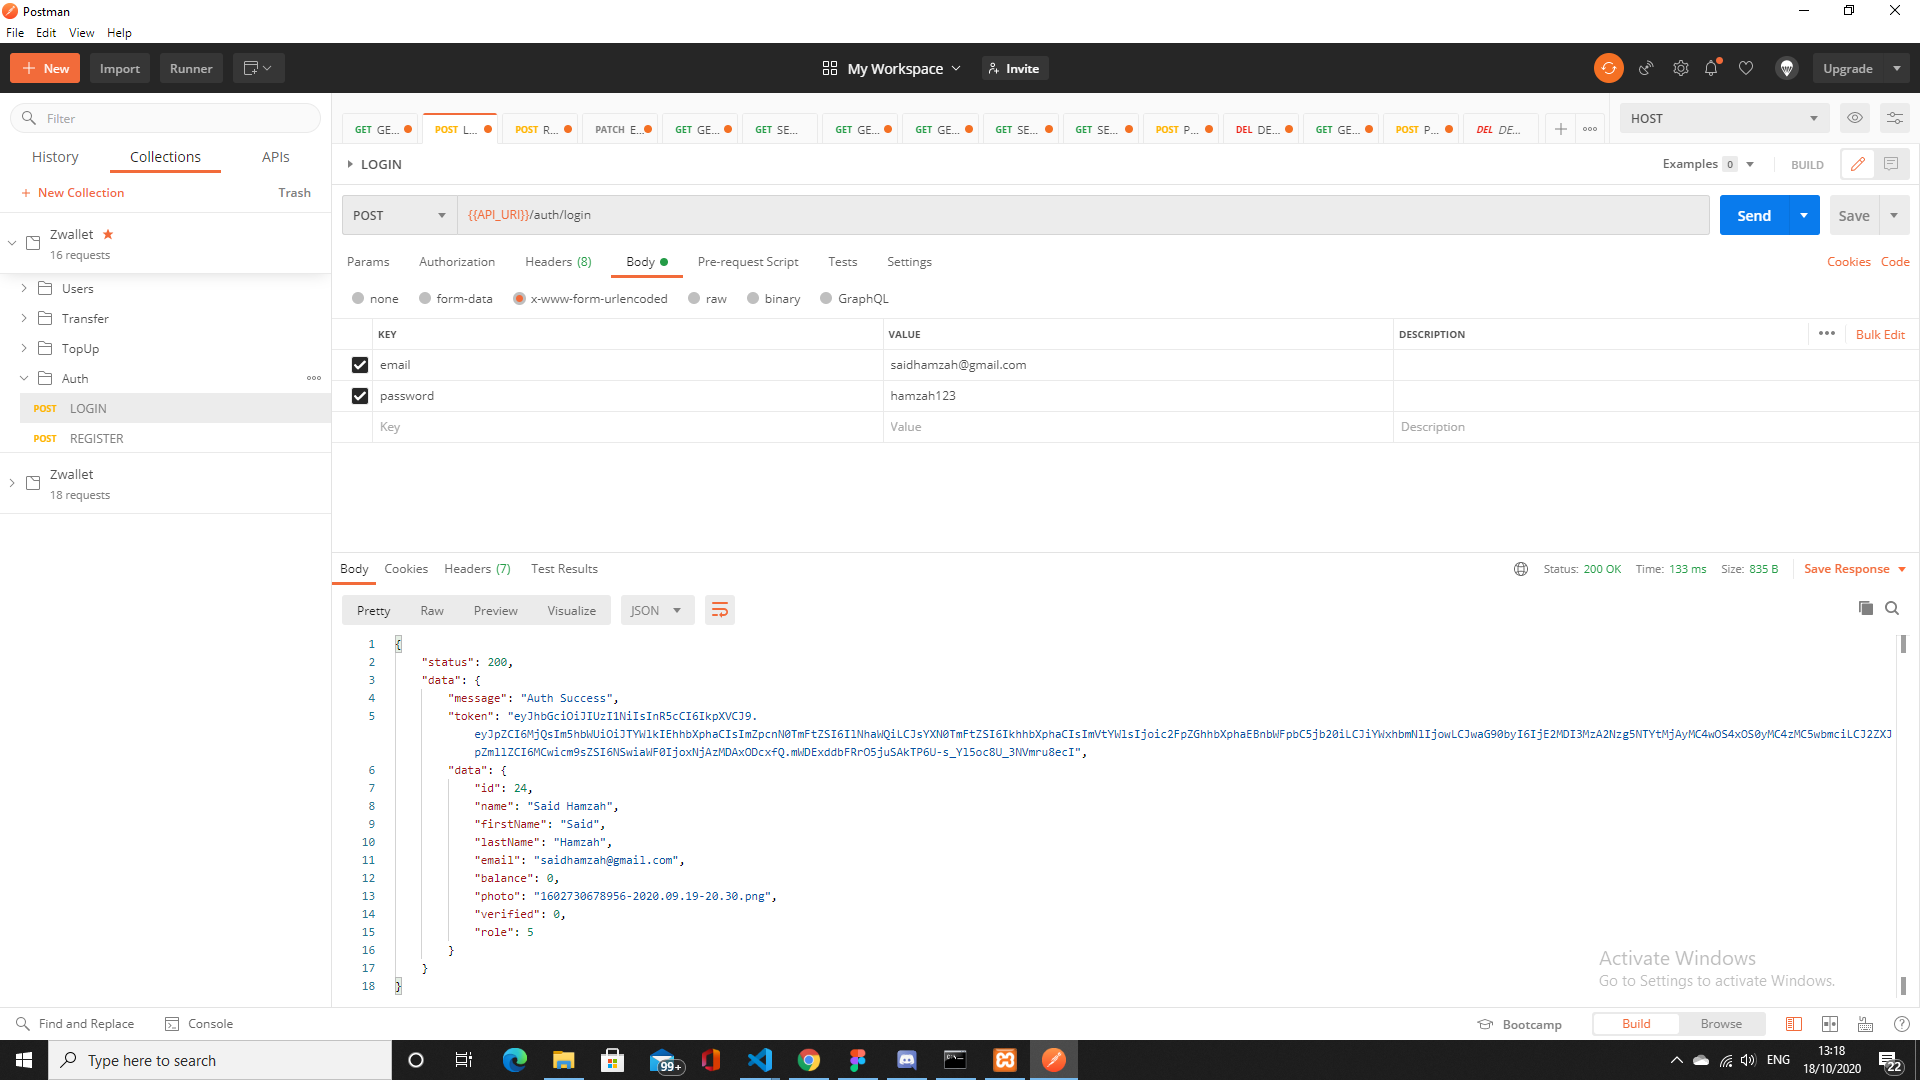 Postman
File Edit View Help
New Import Runner My Workspace Invite Upgrade
Filter
History Collections APIs
New Collection Trash
Zwallet
16 requests
Users
Transfer
TopUp
Auth
POST LOGIN
POST REGISTER
Zwallet
18 requests
GET GE... POST L... POST R... PATCH E... GET GE... GET SE... GET GE... GET GE... GET SE... GET SE... POST P... DEL DE... GET GE... POST P... DEL DE...
HOST
LOGIN Examples 0 BUILD
POST {{API_URI}}/auth/login Send Save
Params Authorization Headers (8) Body Pre-request Script Tests Settings Cookies Code
none form-data x-www-form-urlencoded raw binary GraphQL
KEY VALUE DESCRIPTION Bulk Edit
email saidhamzah@gmail.com
password hamzah123
Key Value Description
Body Cookies Headers (7) Test Results Status: 200 OK Time: 133 ms Size: 835 B Save Response
Pretty Raw Preview Visualize JSON
1 {
2 "status": 200,
3 "data": {
4 "message": "Auth Success",
5 "token": "eyJhbGciOiJIUzI1NiIsInR5cCI6IkpXVCJ9.
6 "data": {
7 "id": 24,
8 "name": "Said Hamzah",
9 "firstName": "Said",
10 "lastName": "Hamzah",
11 "email": "saidhamzah@gmail.com",
12 "balance": 0,
13 "photo": "1602730678956-2020.09.19-20.30.png",
14 "verified": 0,
15 "role": 5
16 }
17 }
18 }
Activate Windows
Go to Settings to activate Windows.
Find and Replace Console Bootcamp Build Browse
Type here to search 99+ ENG 13:18
18/10/2020 22